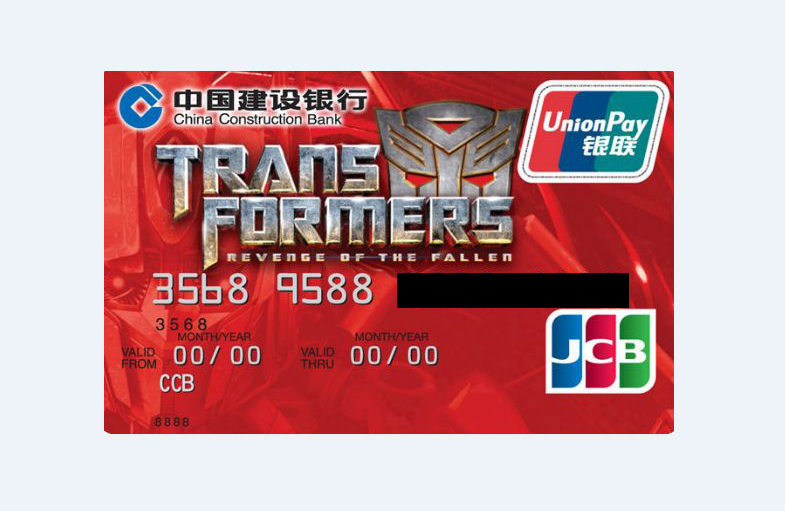 中国建设银行
China Construction Bank
UnionPay
银联
TRANS
FORMERS
REVENGE OF THE FALLEN
3568 9588
3568
MONTH/YEAR MONTH/YEAR
VALID FROM 00/00 VALID THRU 00/00
CCB
JCB
8888